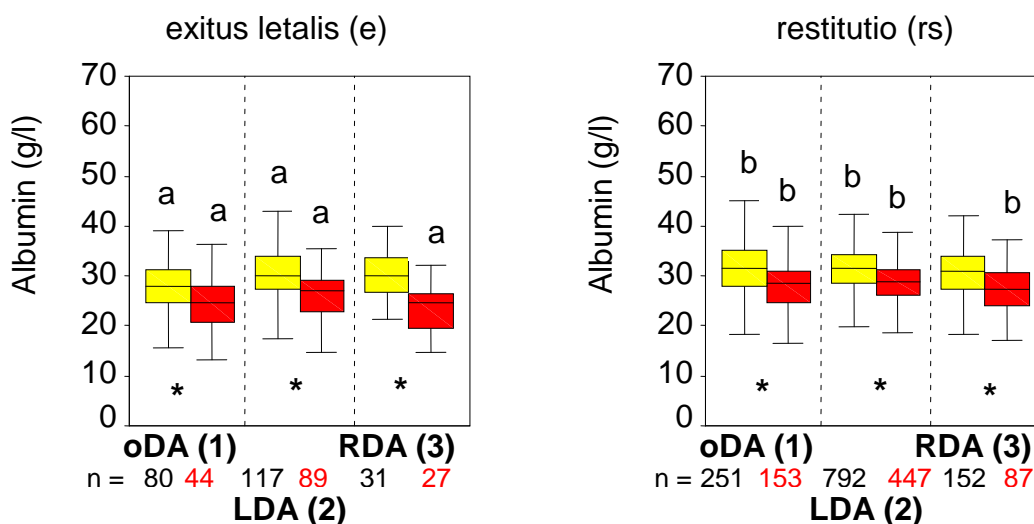 exitus letalis (e)
Albumin (g/l)
70
60
50
40
30
20
10
0
a a a a a
* * *
oDA (1) RDA (3)
n = 80 44 117 89 31 27
LDA (2)
restitutio (rs)
Albumin (g/l)
70
60
50
40
30
20
10
0
b b b b b
* * *
oDA (1) RDA (3)
n = 251 153 792 447 152 87
LDA (2)